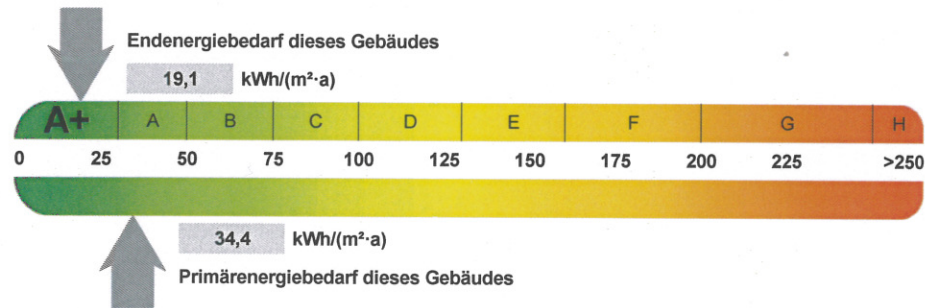 Endenergiebedarf dieses Gebäudes
19,1 kWh/(m²·a)
A+ A B C D E F G H
0 25 50 75 100 125 150 175 200 225 >250
34,4 kWh/(m²·a)
Primärenergiebedarf dieses Gebäudes